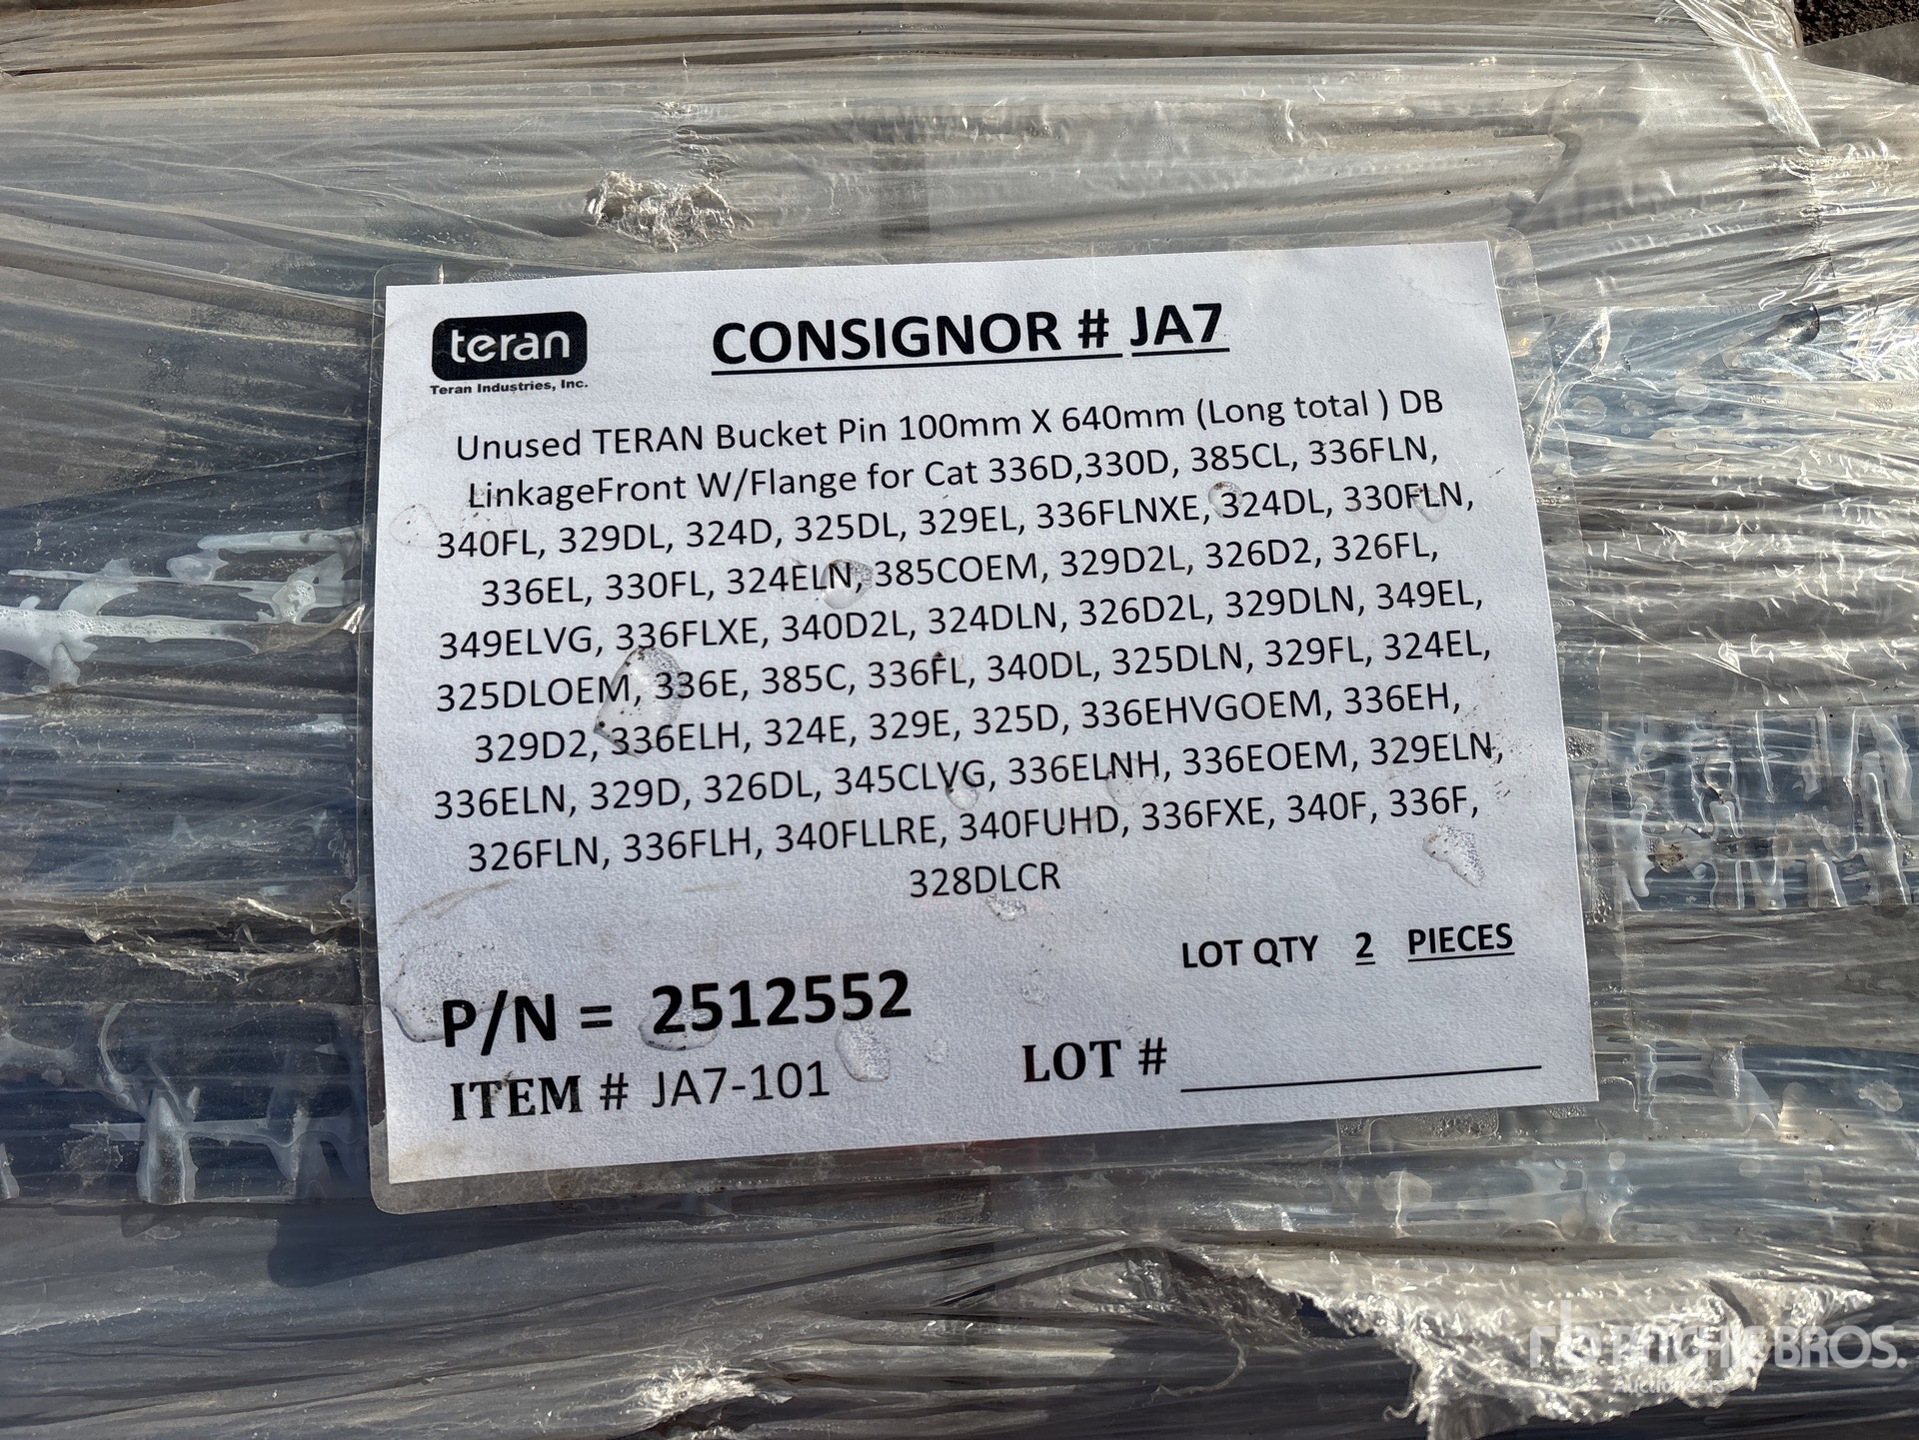 teran
Teran Industries, Inc.
CONSIGNOR # JA7
Unused TERAN Bucket Pin 100mm X 640mm (Long total ) DB
LinkageFront W/Flange for Cat 336D,330D, 385CL, 336FLN,
340FL, 329DL, 324D, 325DL, 329EL, 336FLNXE, 324DL, 330FLN,
336EL, 330FL, 324ELN, 385COEM, 329D2L, 326D2, 326FL,
349ELVG, 336FLXE, 340D2L, 324DLN, 326D2L, 329DLN, 349EL,
325DLOEM, 336E, 385C, 336FL, 340DL, 325DLN, 329FL, 324EL,
329D2, 336ELH, 324E, 329E, 325D, 336EHVGOEM, 336EH,
336ELN, 329D, 326DL, 345CLVG, 336ELNH, 336EOEM, 329ELN,
326FLN, 336FLH, 340FLLRE, 340FUHD, 336FXE, 340F, 336F,
328DLCR
LOT QTY 2 PIECES
P/N = 2512552
ITEM # JA7-101
LOT #
rb RITCHIE BROS.
Auctioneers